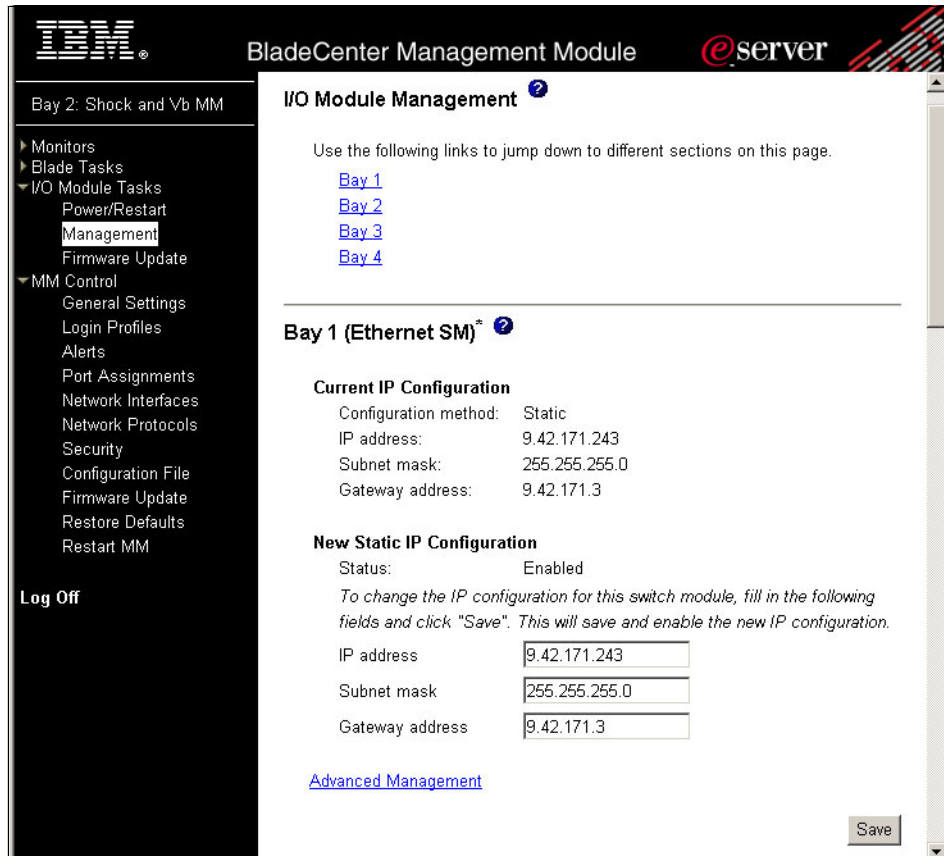 IBM®
BladeCenter Management Module
e server
Bay 2: Shock and Vb MM
Monitors
Blade Tasks
I/O Module Tasks
Power/Restart
Management
Firmware Update
MM Control
General Settings
Login Profiles
Alerts
Port Assignments
Network Interfaces
Network Protocols
Security
Configuration File
Firmware Update
Restore Defaults
Restart MM
Log Off
I/O Module Management ?
Use the following links to jump down to different sections on this page.
Bay 1
Bay 2
Bay 3
Bay 4
Bay 1 (Ethernet SM)* ?
Current IP Configuration
Configuration method: Static
IP address: 9.42.171.243
Subnet mask: 255.255.255.0
Gateway address: 9.42.171.3
New Static IP Configuration
Status: Enabled
To change the IP configuration for this switch module, fill in the following
fields and click "Save". This will save and enable the new IP configuration.
IP address 9.42.171.243
Subnet mask 255.255.255.0
Gateway address 9.42.171.3
Advanced Management
Save